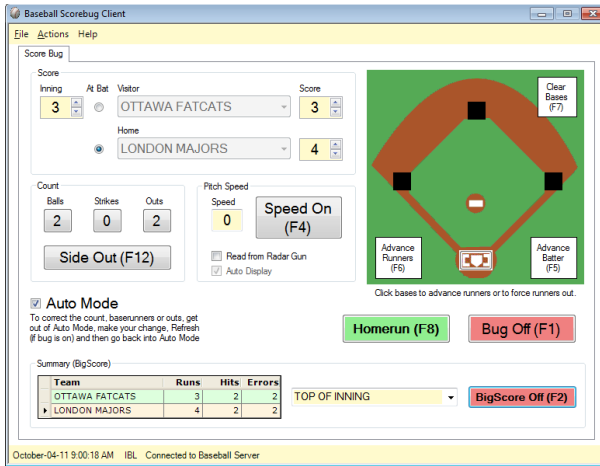 Baseball Scorebug Client
File Actions Help
Score Bug
Score
Inning At Bat Visitor Score
3 OTTAWA FATCATS 3
Home
LONDON MAJORS 4
Count
Balls Strikes Outs
2 0 2
Side Out (F12)
Pitch Speed
Speed
0
Speed On
(F4)
Read from Radar Gun
Auto Display
Clear
Bases
(F7)
Advance
Runners
(F6)
Advance
Batter
(F5)
Click bases to advance runners or to force runners out.
Auto Mode
To correct the count, baserunners or outs, get
out of Auto Mode, make your change, Refresh
(if bug is on) and then go back into Auto Mode
Homerun (F8)
Bug Off (F1)
Summary (BigScore)
Team Runs Hits Errors
OTTAWA FATCATS 3 2 2
LONDON MAJORS 4 2 2
TOP OF INNING
BigScore Off (F2)
October-04-11 9:00:18 AM IBL Connected to Baseball Server